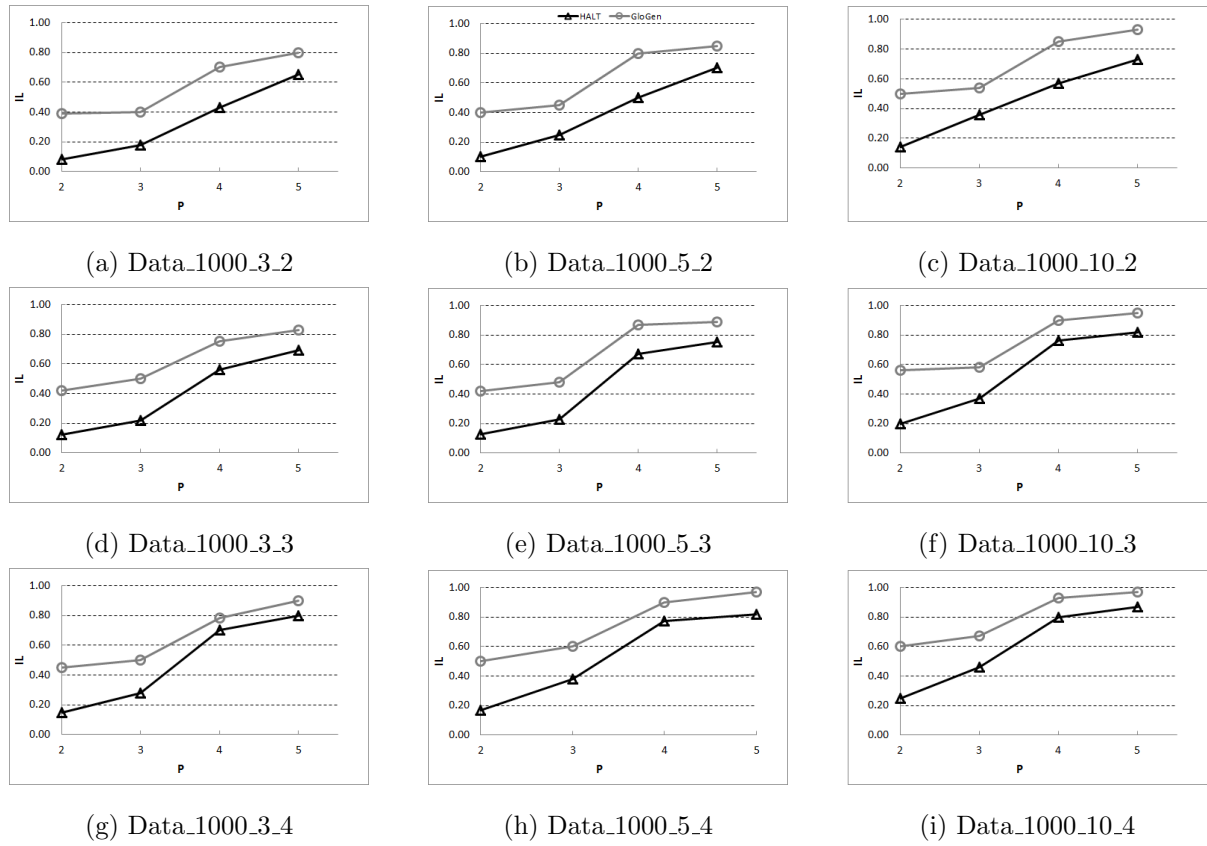 1.00
0.80
0.60
0.40
0.20
0.00
IL
2 3 4 5
P
(a) Data_1000_3_2
HALT GloGen
1.00
0.80
0.60
0.40
0.20
0.00
IL
2 3 4 5
P
(b) Data_1000_5_2
1.00
0.80
0.60
0.40
0.20
0.00
IL
2 3 4 5
P
(c) Data_1000_10_2
1.00
0.80
0.60
0.40
0.20
0.00
IL
2 3 4 5
P
(d) Data_1000_3_3
1.00
0.80
0.60
0.40
0.20
0.00
IL
2 3 4 5
P
(e) Data_1000_5_3
1.00
0.80
0.60
0.40
0.20
0.00
IL
2 3 4 5
P
(f) Data_1000_10_3
1.00
0.80
0.60
0.40
0.20
0.00
IL
2 3 4 5
P
(g) Data_1000_3_4
1.00
0.80
0.60
0.40
0.20
0.00
IL
2 3 4 5
P
(h) Data_1000_5_4
1.00
0.80
0.60
0.40
0.20
0.00
IL
2 3 4 5
P
(i) Data_1000_10_4